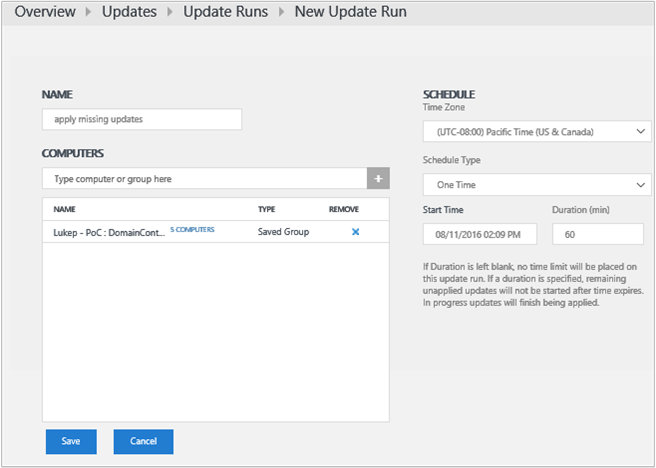 Overview Updates Update Runs New Update Run
NAME
apply missing updates
COMPUTERS
Type computer or group here
NAME TYPE REMOVE
Lukep - PoC : DomainCont... 5 COMPUTERS Saved Group
Save Cancel
SCHEDULE
Time Zone
(UTC-08:00) Pacific Time (US & Canada)
Schedule Type
One Time
Start Time Duration (min)
08/11/2016 02:09 PM 60
If Duration is left blank, no time limit will be placed on
this update run. If a duration is specified, remaining
unapplied updates will not be started after time expires.
In progress updates will finish being applied.